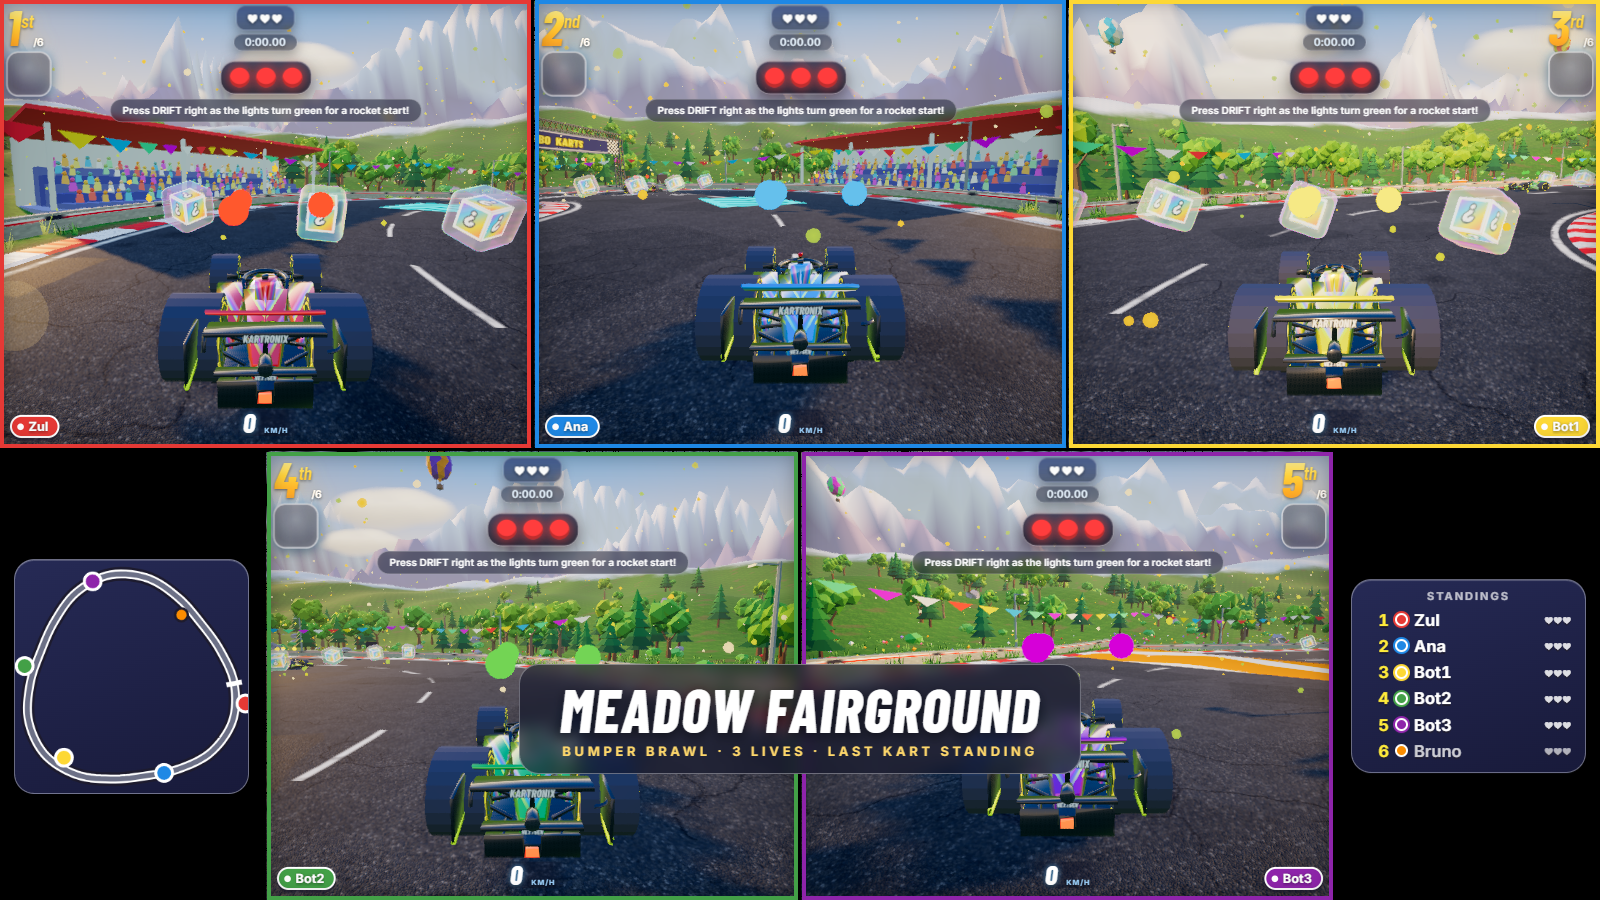 1st
/6
0:00.00
Press DRIFT right as the lights turn green for a rocket start!
KARTRONIX
0 KM/H
Zul
2nd
/6
0:00.00
Press DRIFT right as the lights turn green for a rocket start!
KARTRONIX
0 KM/H
Ana
3rd
/6
0:00.00
Press DRIFT right as the lights turn green for a rocket start!
KARTRONIX
0 KM/H
Bot1
4th
/6
0:00.00
Press DRIFT right as the lights turn green for a rocket start!
KARTRONIX
0 KM/H
Bot2
5th
/6
0:00.00
Press DRIFT right as the lights turn green for a rocket start!
KARTRONIX
0 KM/H
Bot3
MEADOW FAIRGROUND
BUMPER BRAWL · 3 LIVES · LAST KART STANDING
STANDINGS
1 Zul
2 Ana
3 Bot1
4 Bot2
5 Bot3
6 Bruno